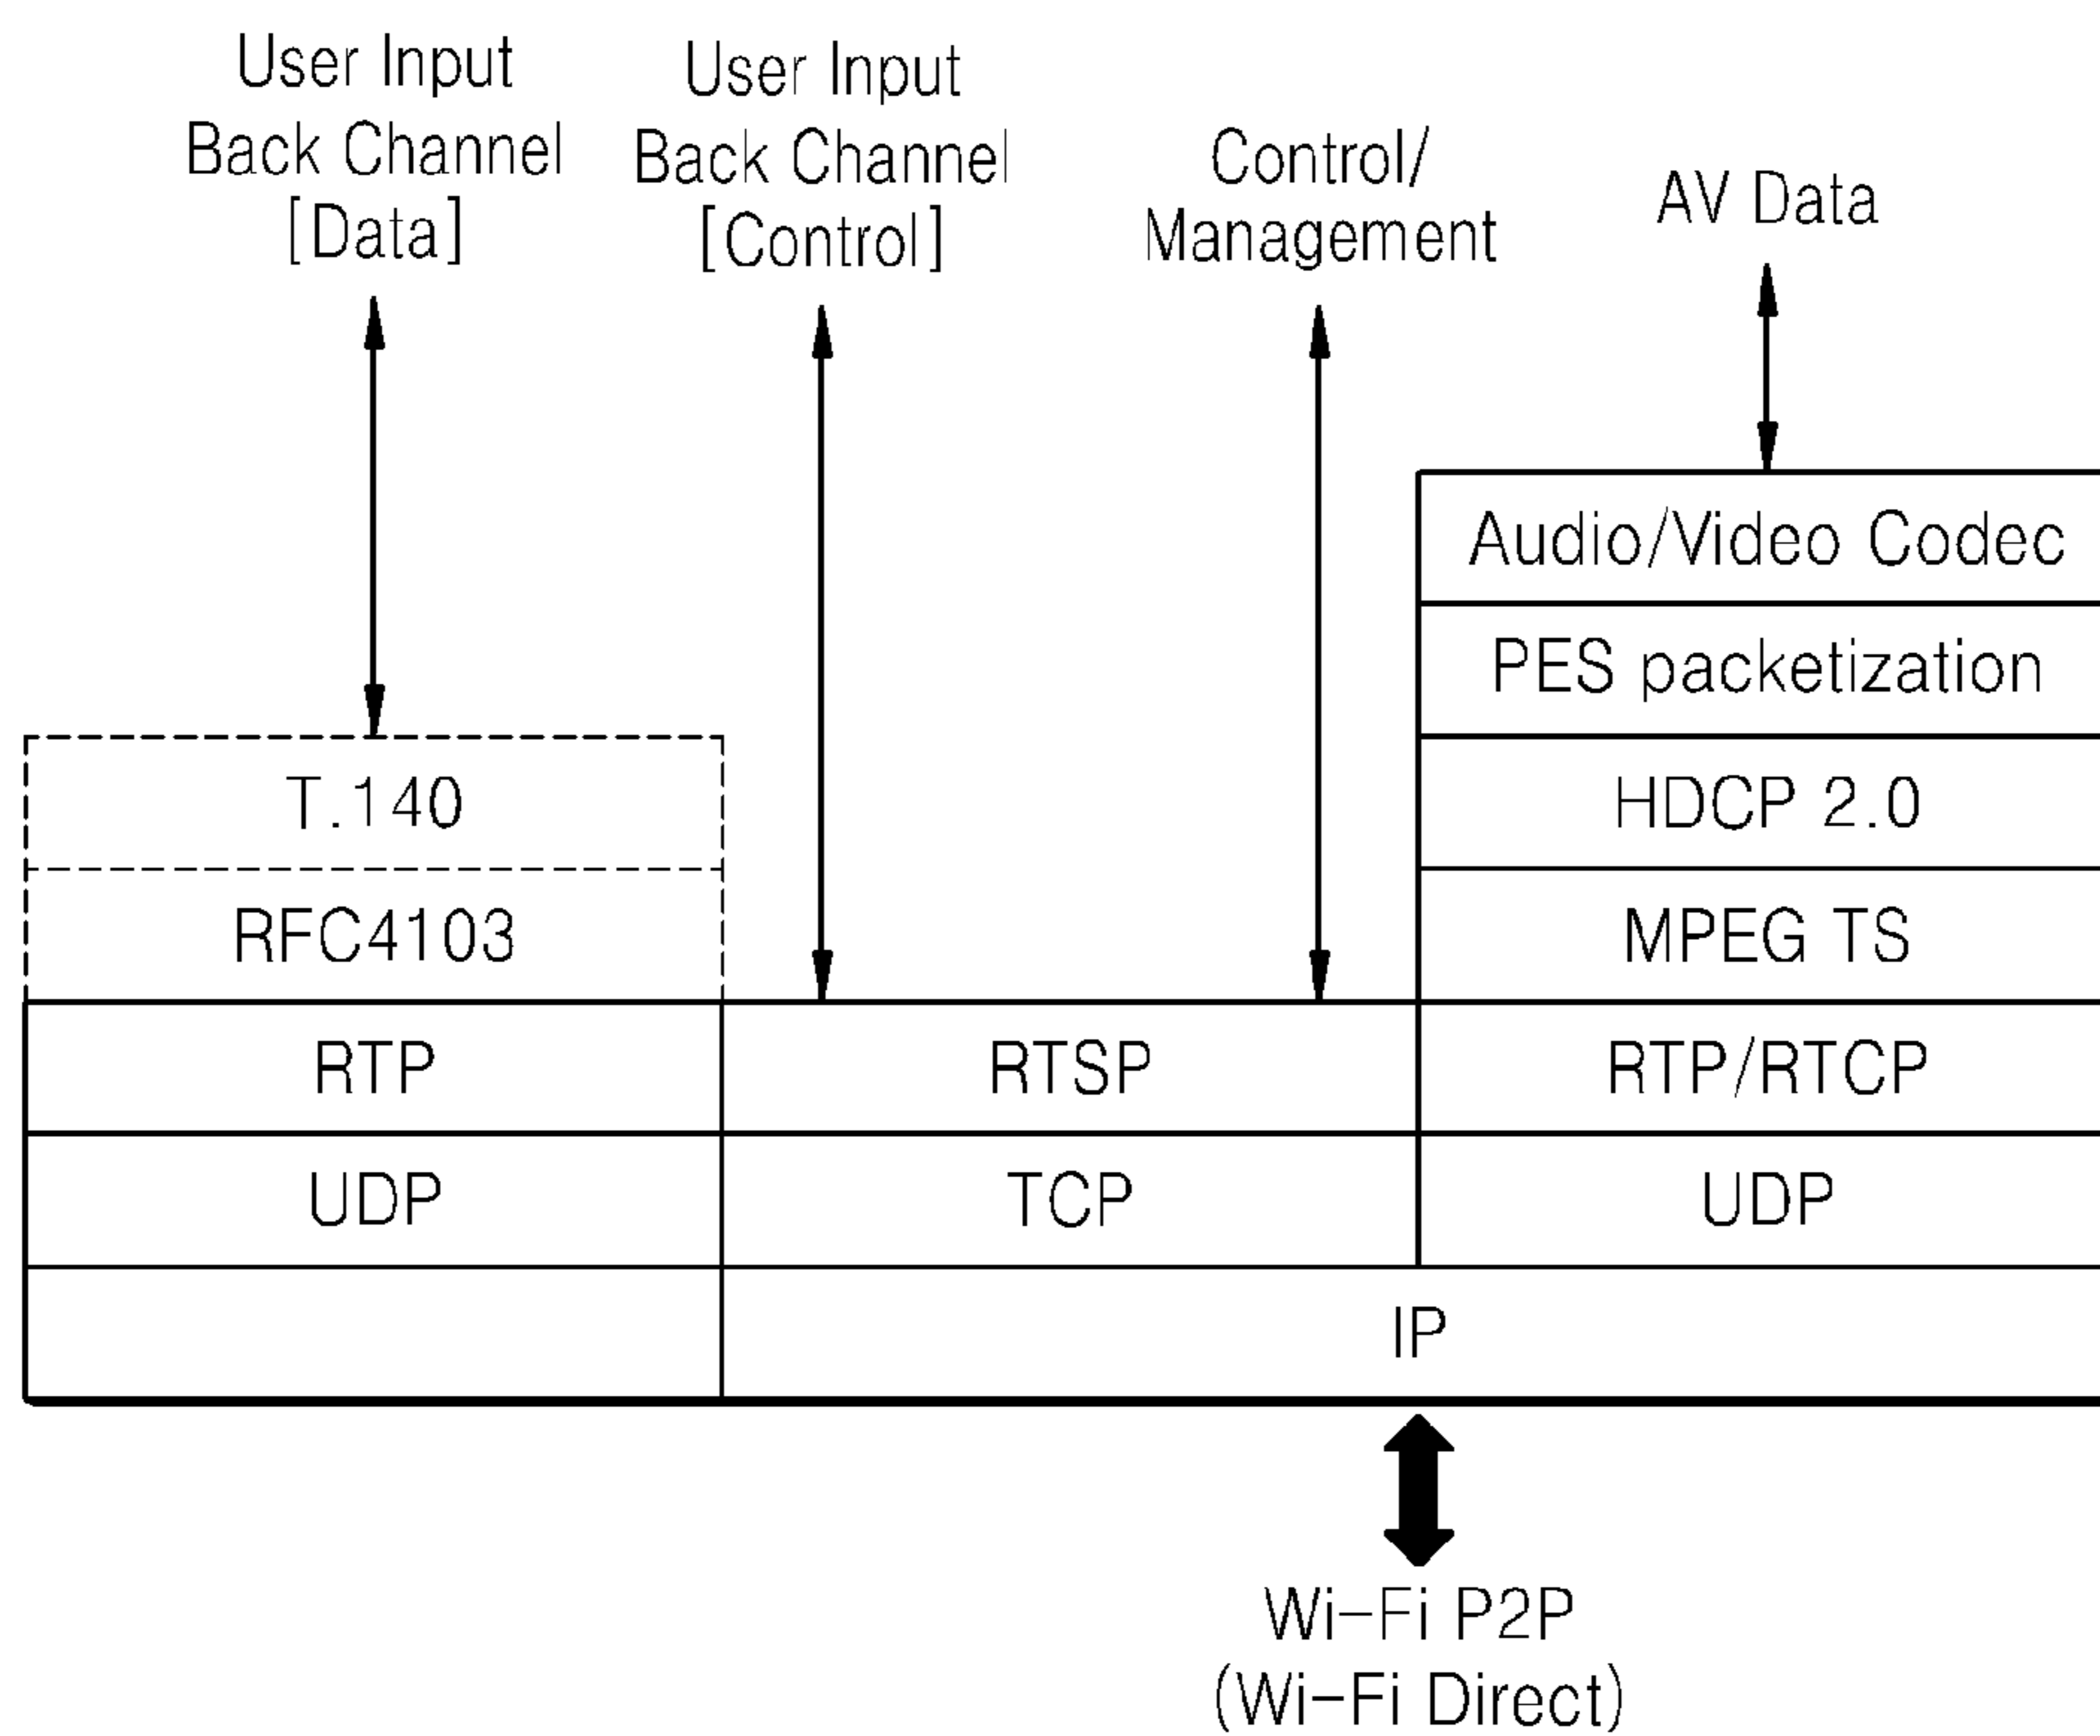 User Input
Back Channel
[Data]
User Input
Back Channel
[Control]
Control/
Management
AV Data
Audio/Video Codec
PES packetization
T.140
HDCP 2.0
RFC4103
MPEG TS
RTP
RTSP
RTP/RTCP
UDP
TCP
UDP
IP
Wi-Fi P2P
(Wi-Fi Direct)